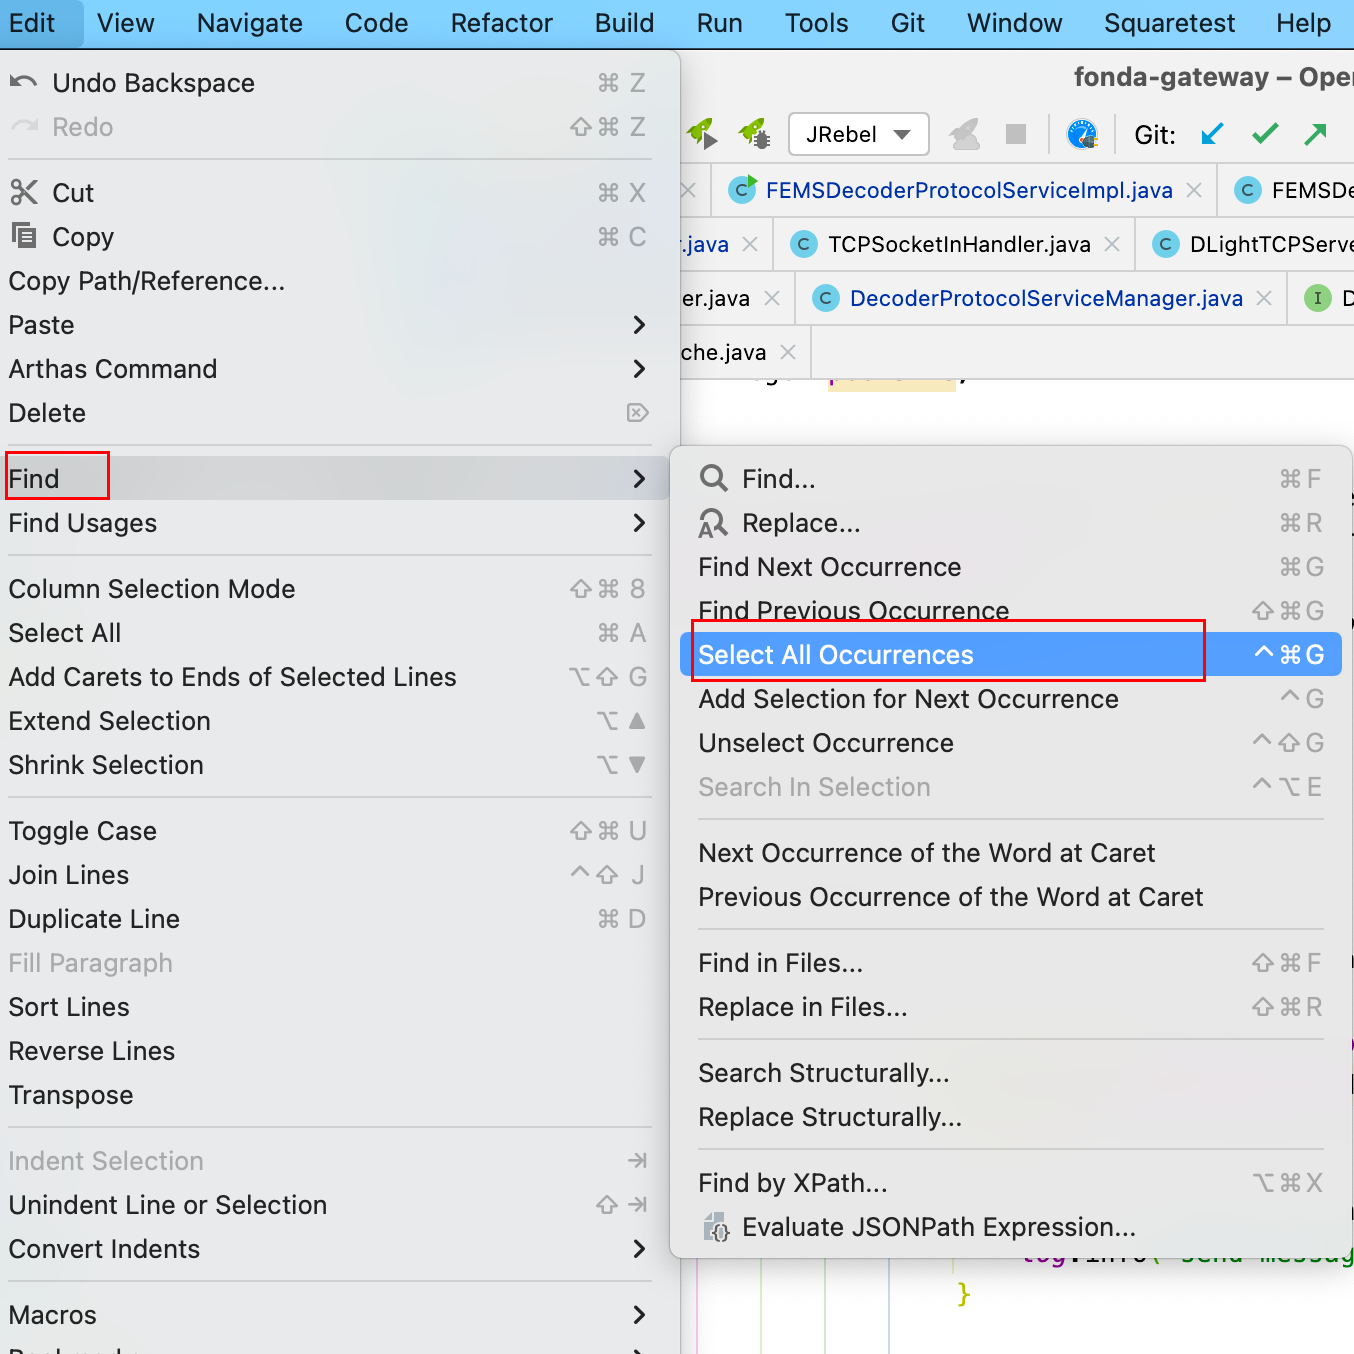 Edit View Navigate Code Refactor Build Run Tools Git Window Squaretest Help
fonda-gateway – Ope
JRebel Git:
FEMSDecoderProtocolServiceImpl.java FEMSDe
.java TCPSocketInHandler.java DLightTCPServe
er.java DecoderProtocolServiceManager.java
che.java
Undo Backspace ⌘ Z
Redo ⇧ ⌘ Z
Cut ⌘ X
Copy ⌘ C
Copy Path/Reference...
Paste
Arthas Command
Delete
Find
Find Usages
Column Selection Mode ⇧ ⌘ 8
Select All ⌘ A
Add Carets to Ends of Selected Lines ⌥ ⇧ G
Extend Selection ⌥ ▲
Shrink Selection ⌥ ▼
Toggle Case ⇧ ⌘ U
Join Lines ^ ⇧ J
Duplicate Line ⌘ D
Fill Paragraph
Sort Lines
Reverse Lines
Transpose
Indent Selection ⇥
Unindent Line or Selection ⇧ ⇥
Convert Indents
Macros
Find... ⌘ F
Replace... ⌘ R
Find Next Occurrence ⌘ G
Find Previous Occurrence ⇧ ⌘ G
Select All Occurrences ^ ⌘ G
Add Selection for Next Occurrence ^ G
Unselect Occurrence ^ ⇧ G
Search In Selection ^ ⌥ E
Next Occurrence of the Word at Caret
Previous Occurrence of the Word at Caret
Find in Files... ⇧ ⌘ F
Replace in Files... ⇧ ⌘ R
Search Structurally...
Replace Structurally...
Find by XPath... ⌥ ⌘ X
Evaluate JSONPath Expression...
}